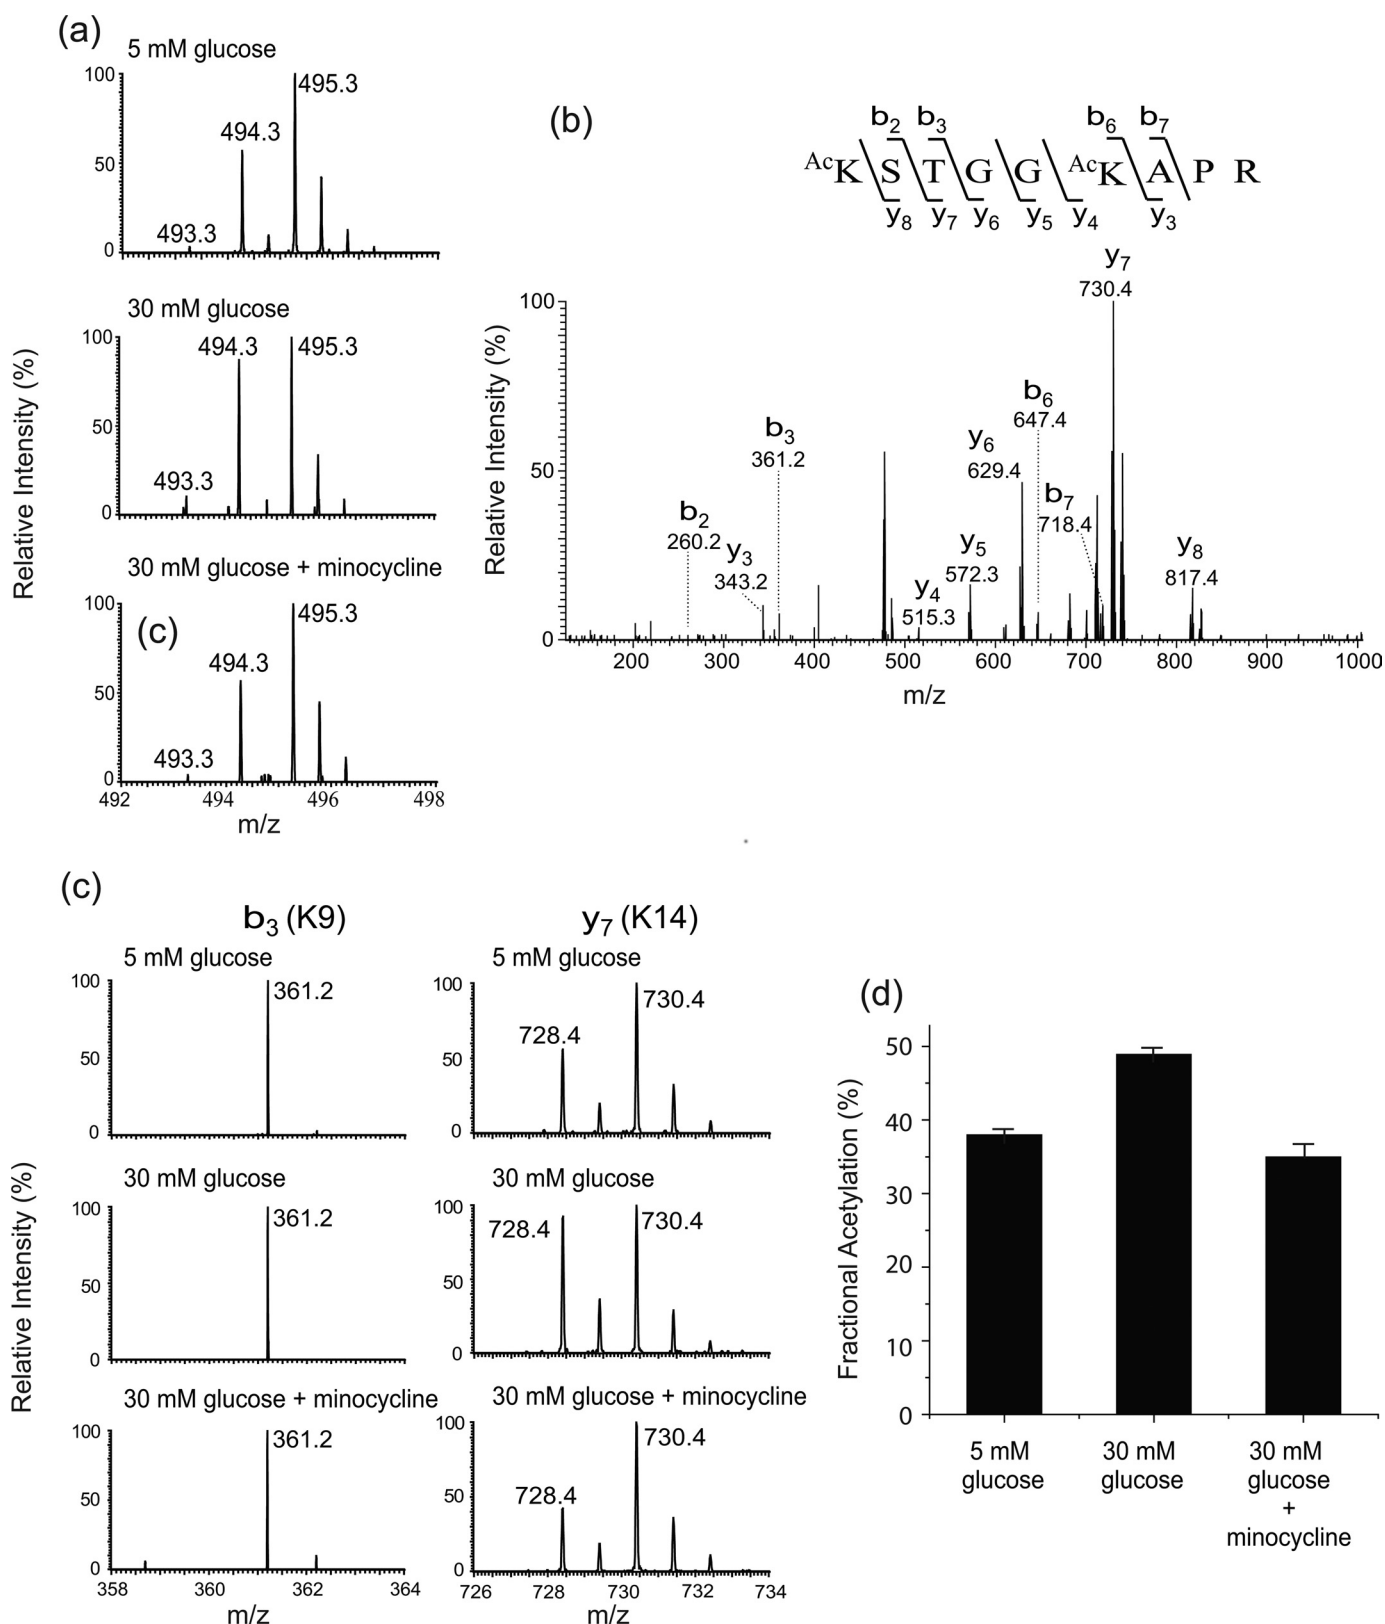 (a)
5 mM glucose
100
50
0
493.3
494.3
495.3
30 mM glucose
100
50
0
493.3
494.3
495.3
30 mM glucose + minocycline
(c)
100
50
0
493.3
494.3
495.3
492 494 496 498
m/z
Relative Intensity (%)
(b)
b2 b3 b6 b7
AcK S T G G AcK A P R
y8 y7 y6 y5 y4 y3
Relative Intensity (%)
100
50
0
b2
260.2
y3
343.2
b3
361.2
y4
515.3
y5
572.3
y6
629.4
b6
647.4
b7
718.4
y7
730.4
y8
817.4
200 300 400 500 600 700 800 900 1000
m/z
(c)
b3 (K9)
5 mM glucose
100
50
0
361.2
30 mM glucose
100
50
0
361.2
30 mM glucose + minocycline
100
50
0
361.2
358 360 362 364
m/z
Relative Intensity (%)
y7 (K14)
5 mM glucose
100
50
0
728.4
730.4
30 mM glucose
100
50
0
728.4
730.4
30 mM glucose + minocycline
100
50
0
728.4
730.4
726 728 730 732 734
m/z
(d)
Fractional Acetylation (%)
50
40
30
20
10
0
5 mM
glucose
30 mM
glucose
30 mM
glucose
+
minocycline